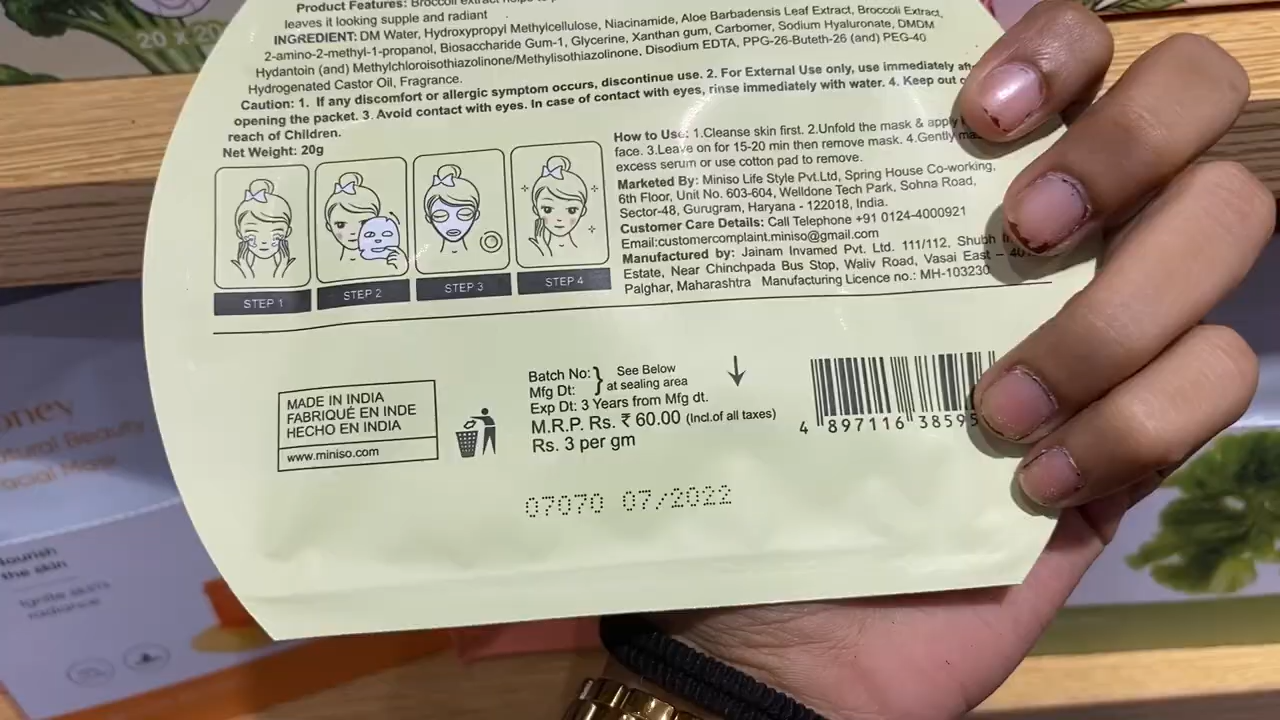 Product Features: Broccoli extract helps to
leaves it looking supple and radiant
INGREDIENT: DM Water, Hydroxypropyl Methylcellulose, Niacinamide, Aloe Barbadensis Leaf Extract, Broccoli Extract,
2-amino-2-methyl-1-propanol, Biosaccharide Gum-1, Glycerine, Xanthan gum, Carbomer, Sodium Hyaluronate, DMDM
Hydantoin (and) Methylchloroisothiazolinone/Methylisothiazolinone, Disodium EDTA, PPG-26-Buteth-26 (and) PEG-40
Hydrogenated Castor Oil, Fragrance.
Caution: 1. If any discomfort or allergic symptom occurs, discontinue use. 2. For External Use only, use immediately
opening the packet. 3. Avoid contact with eyes. In case of contact with eyes, rinse immediately with water. 4. Keep out
reach of Children.
Net Weight: 20g
STEP 1
STEP 2
STEP 3
STEP 4
How to Use: 1.Cleanse skin first. 2.Unfold the mask & apply
face. 3.Leave on for 15-20 min then remove mask. 4.Gently
excess serum or use cotton pad to remove.
Marketed By: Miniso Life Style Pvt.Ltd, Spring House Co-working,
6th Floor, Unit No. 603-604, Welldone Tech Park, Sohna Road,
Sector-48, Gurugram, Haryana - 122018, India.
Customer Care Details: Call Telephone +91 0124-4000921
Email:customercomplaint.miniso@gmail.com
Manufactured by: Jainam Invamed Pvt. Ltd. 111/112, Shubh
Estate, Near Chinchpada Bus Stop, Waliv Road, Vasai East –
Palghar, Maharashtra Manufacturing Licence no.: MH-103230
MADE IN INDIA
FABRIQUÉ EN INDE
HECHO EN INDIA
www.miniso.com
Batch No: } See Below
Mfg Dt: at sealing area
Exp Dt: 3 Years from Mfg dt.
M.R.P. Rs. ₹ 60.00 (Incl.of all taxes)
Rs. 3 per gm
07070 07/2022
4 897116 38595
20 X 20
Natural Beauty
Facial Mask
the skin
Ignite skin's
radiance